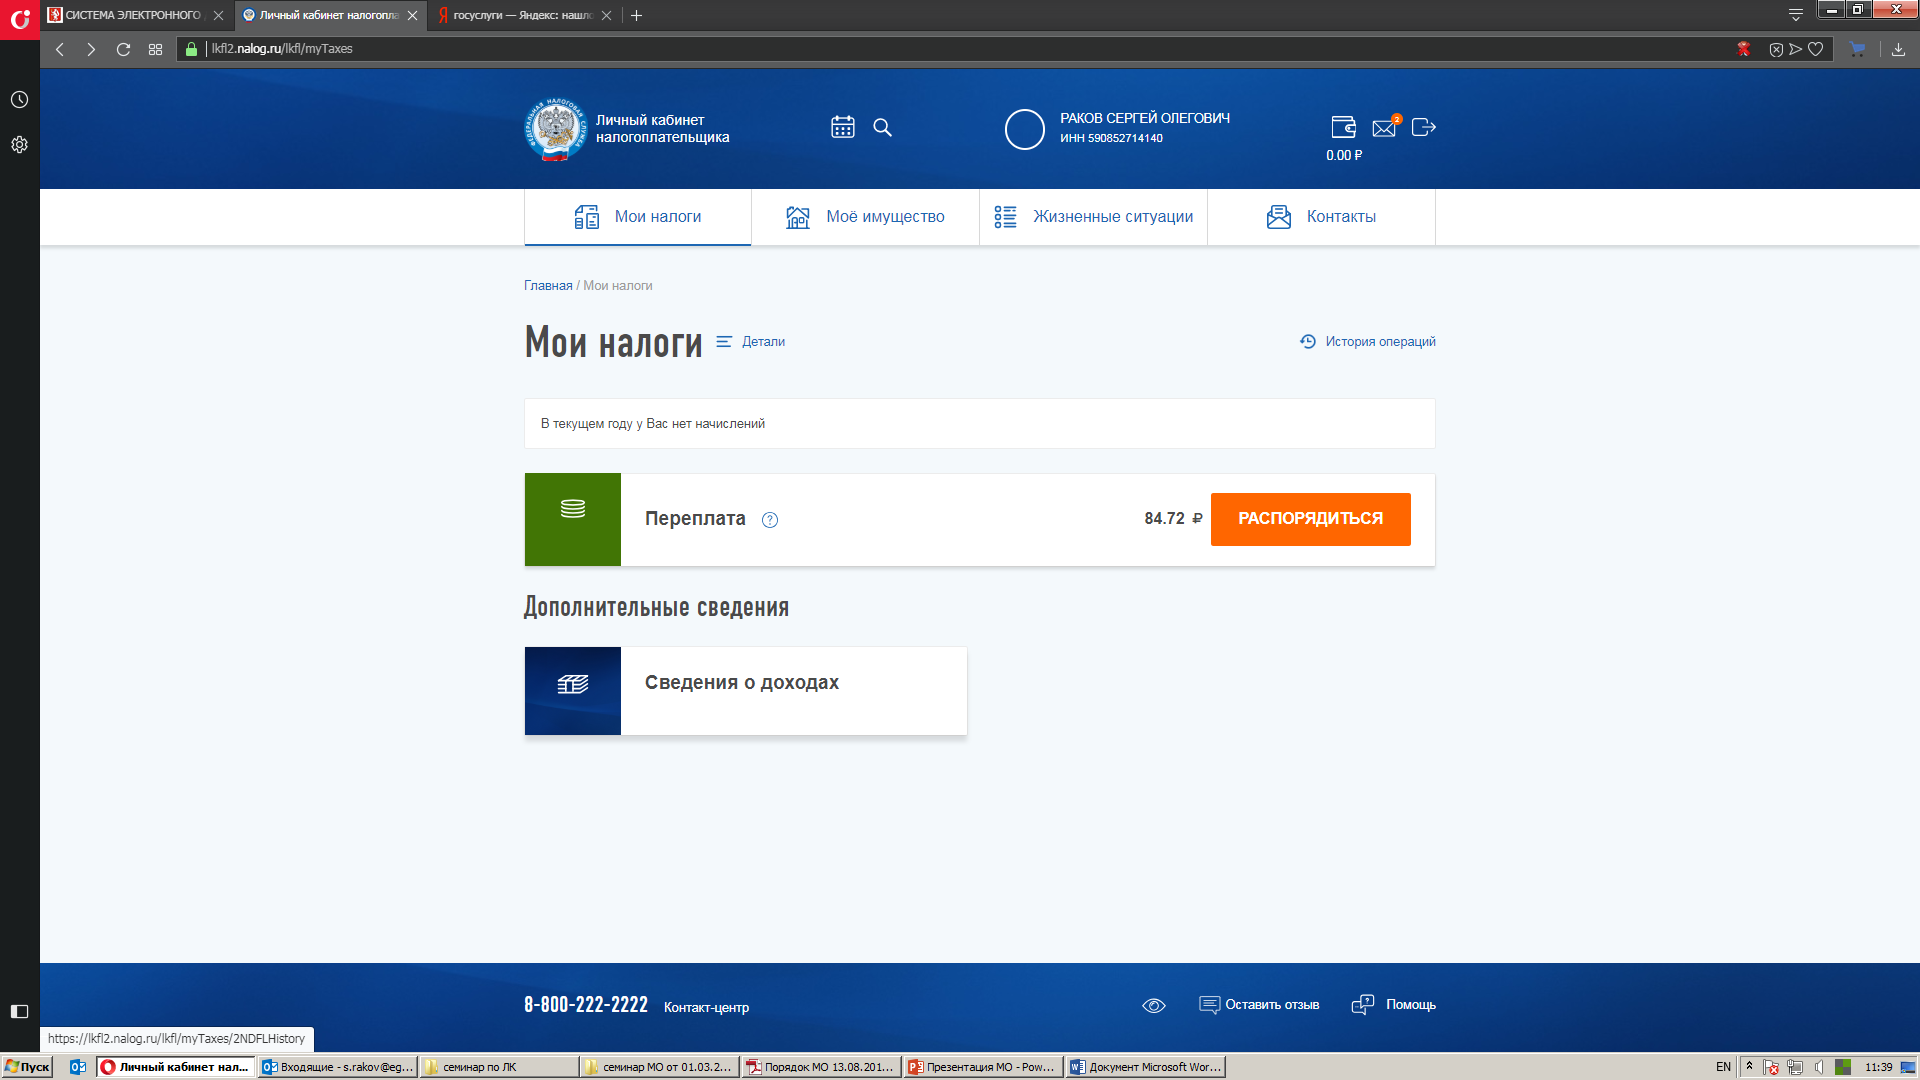 СИСТЕМА ЭЛЕКТРОННОГО
Личный кабинет налогопла
госуслуги — Яндекс: нашло
lkfl2.nalog.ru/lkfl/myTaxes
Личный кабинет
налогоплательщика
РАКОВ СЕРГЕЙ ОЛЕГОВИЧ
ИНН 590852714140
2
0.00 ₽
Мои налоги
Моё имущество
Жизненные ситуации
Контакты
Главная / Мои налоги
Мои налоги
Детали
История операций
В текущем году у Вас нет начислений
Переплата ?
84.72 ₽
РАСПОРЯДИТЬСЯ
Дополнительные сведения
Сведения о доходах
8-800-222-2222 Контакт-центр
Оставить отзыв
Помощь
https://lkfl2.nalog.ru/lkfl/myTaxes/2NDFLHistory
Пуск
Личный кабинет нал...
Входящие - s.rakov@eg...
семинар по ЛК
семинар МО от 01.03.2...
Порядок МО 13.08.201...
Презентация МО - Pow...
Документ Microsoft Wor...
EN
11:39